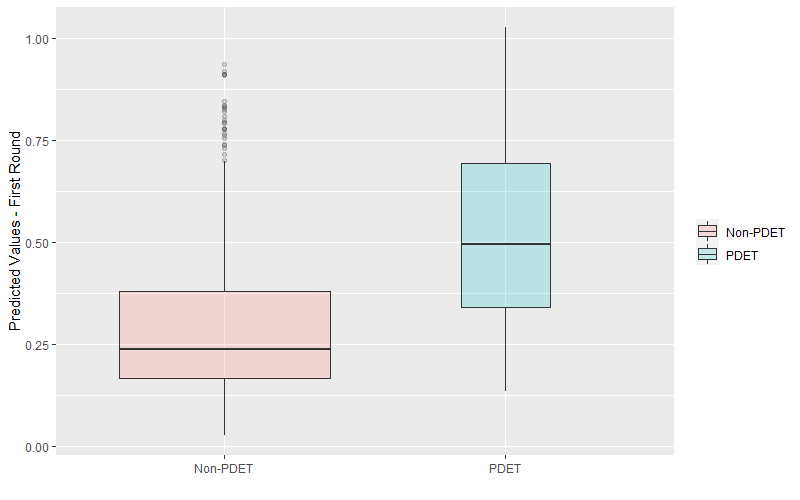 Predicted Values - First Round
1.00
0.75
0.50
0.25
0.00
Non-PDET
PDET
Non-PDET
PDET